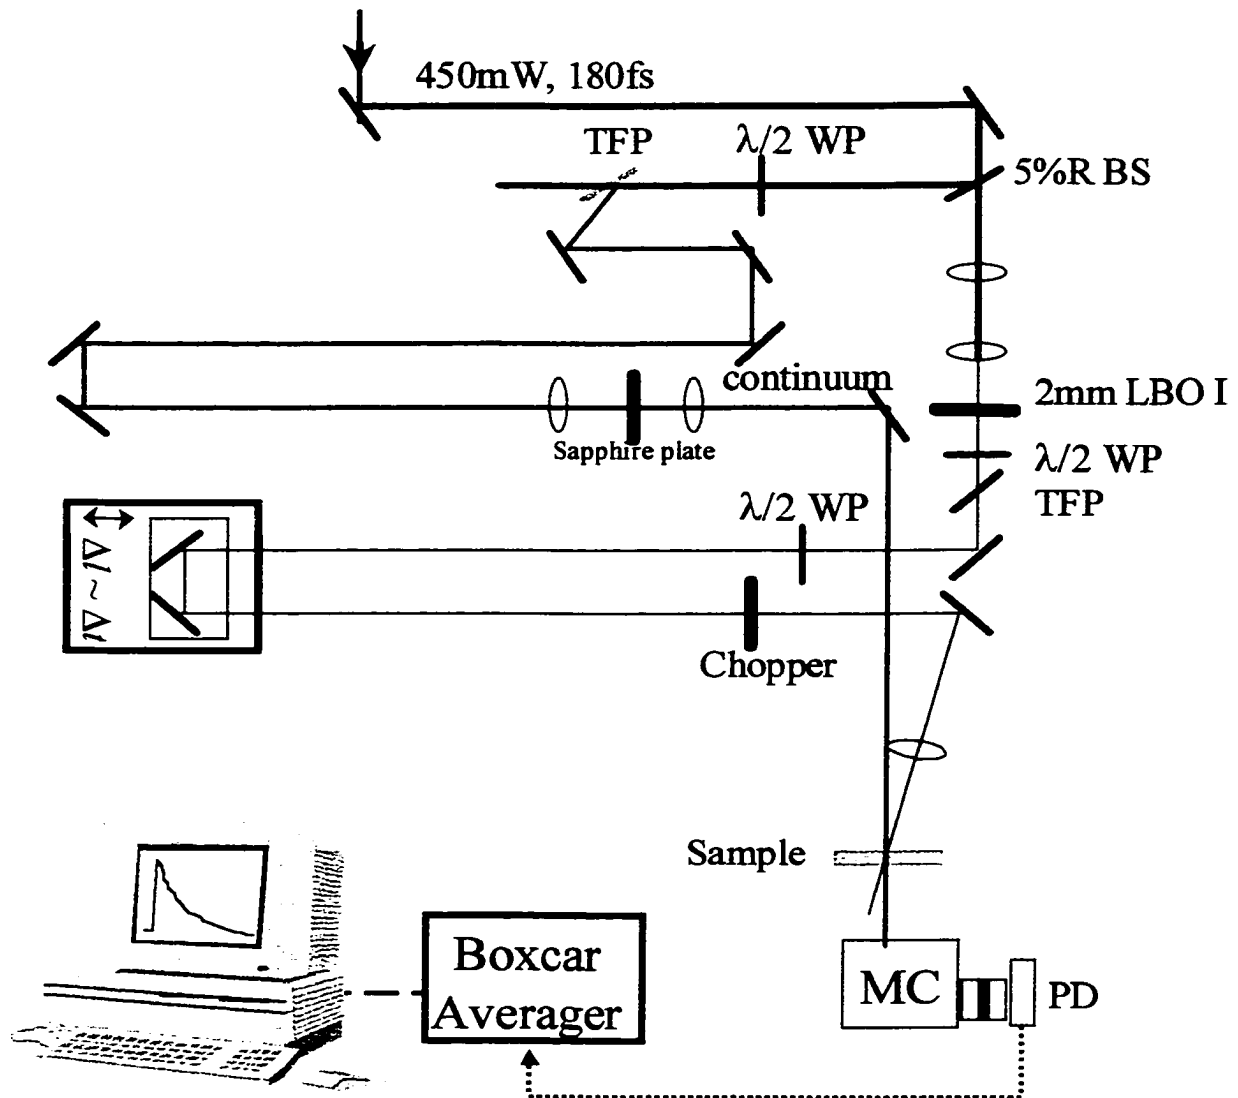 450mW, 180fs
TFP
λ/2 WP
5%R BS
continuum
2mm LBO I
Sapphire plate
λ/2 WP
TFP
λ/2 WP
∇t ~ ∇l
Chopper
Sample
MC
PD
Boxcar
Averager